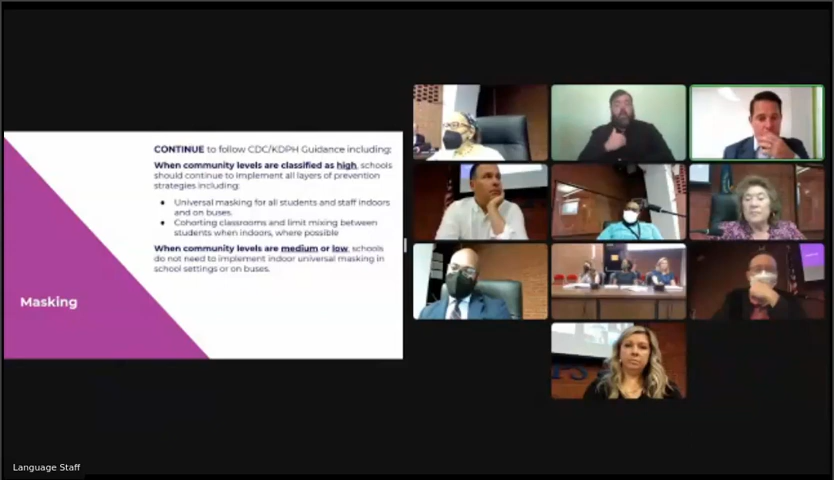 CONTINUE to follow CDC/KDPH Guidance including:
When community levels are classified as high, schools
should continue to implement all layers of prevention
strategies including:
● Universal masking for all students and staff indoors
and on buses.
● Cohorting classrooms and limit mixing between
students when indoors, where possible
When community levels are medium or low, schools
do not need to implement indoor universal masking in
school settings or on buses.
Masking
Language Staff